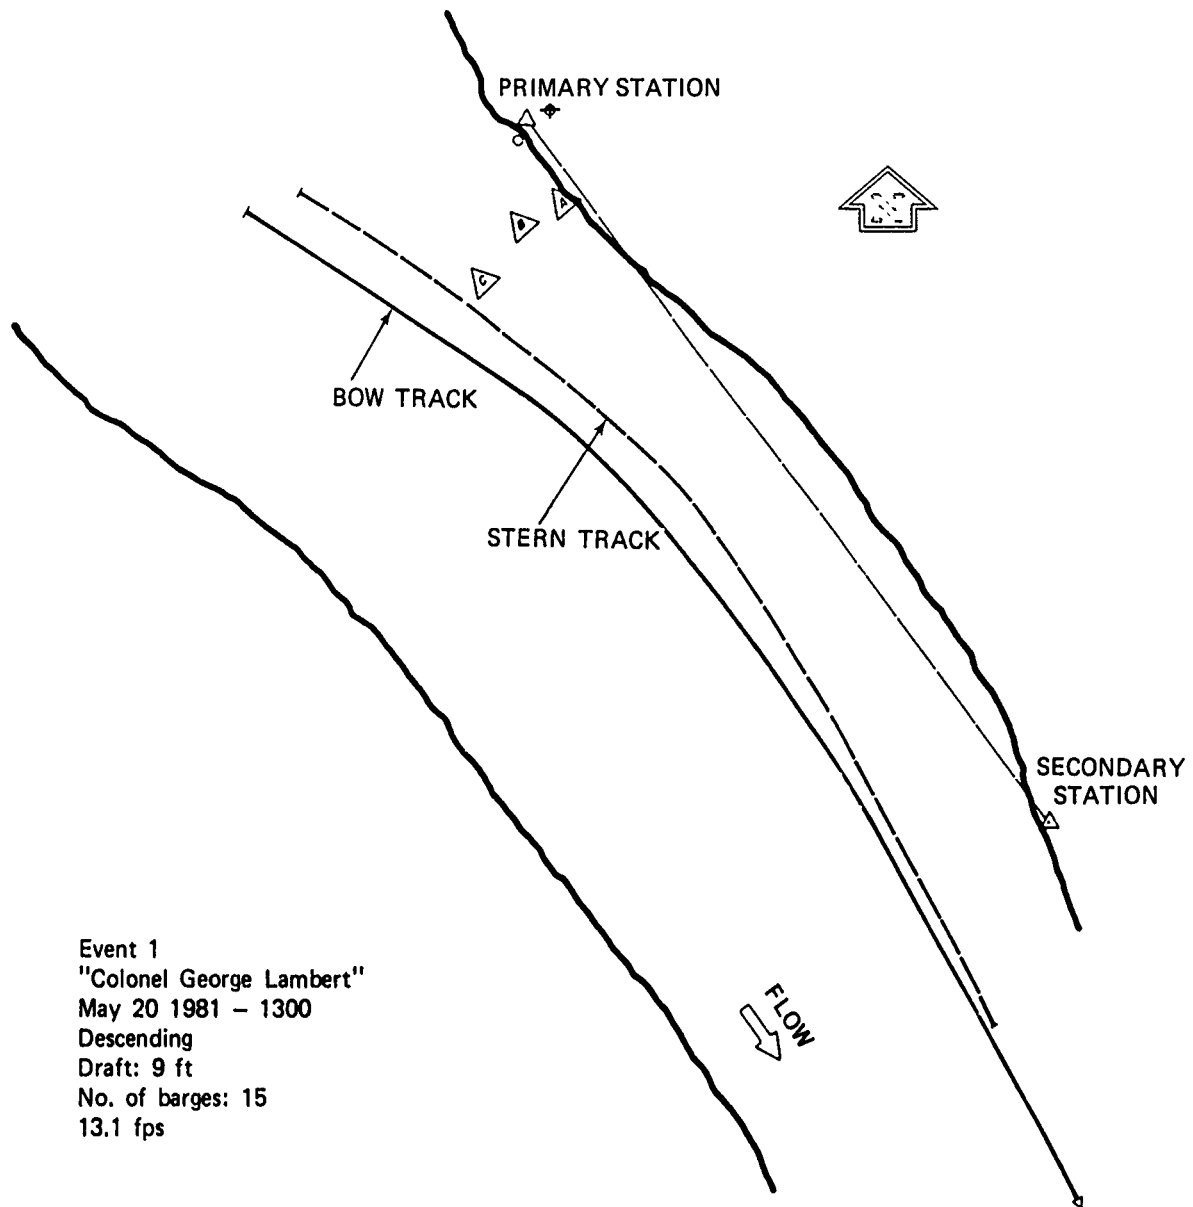 PRIMARY STATION
A
B
C
BOW TRACK
STERN TRACK
SECONDARY
STATION
FLOW
Event 1
"Colonel George Lambert"
May 20 1981 – 1300
Descending
Draft: 9 ft
No. of barges: 15
13.1 fps